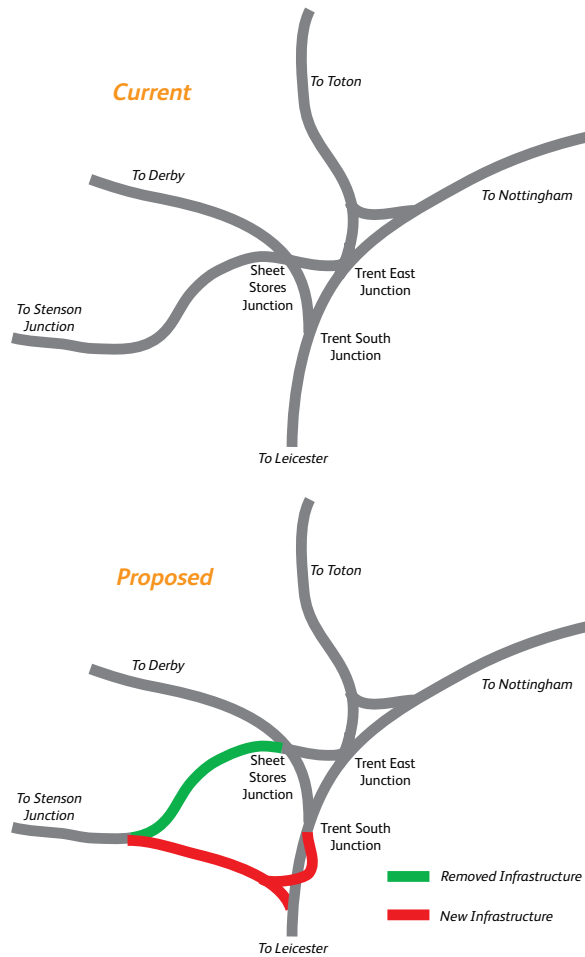 Current
To Toton
To Derby
To Nottingham
Sheet
Stores
Junction
Trent East
Junction
To Stenson
Junction
Trent South
Junction
To Leicester
Proposed
To Toton
To Derby
To Nottingham
Sheet
Stores
Junction
Trent East
Junction
To Stenson
Junction
Trent South
Junction
Removed Infrastructure
New Infrastructure
To Leicester